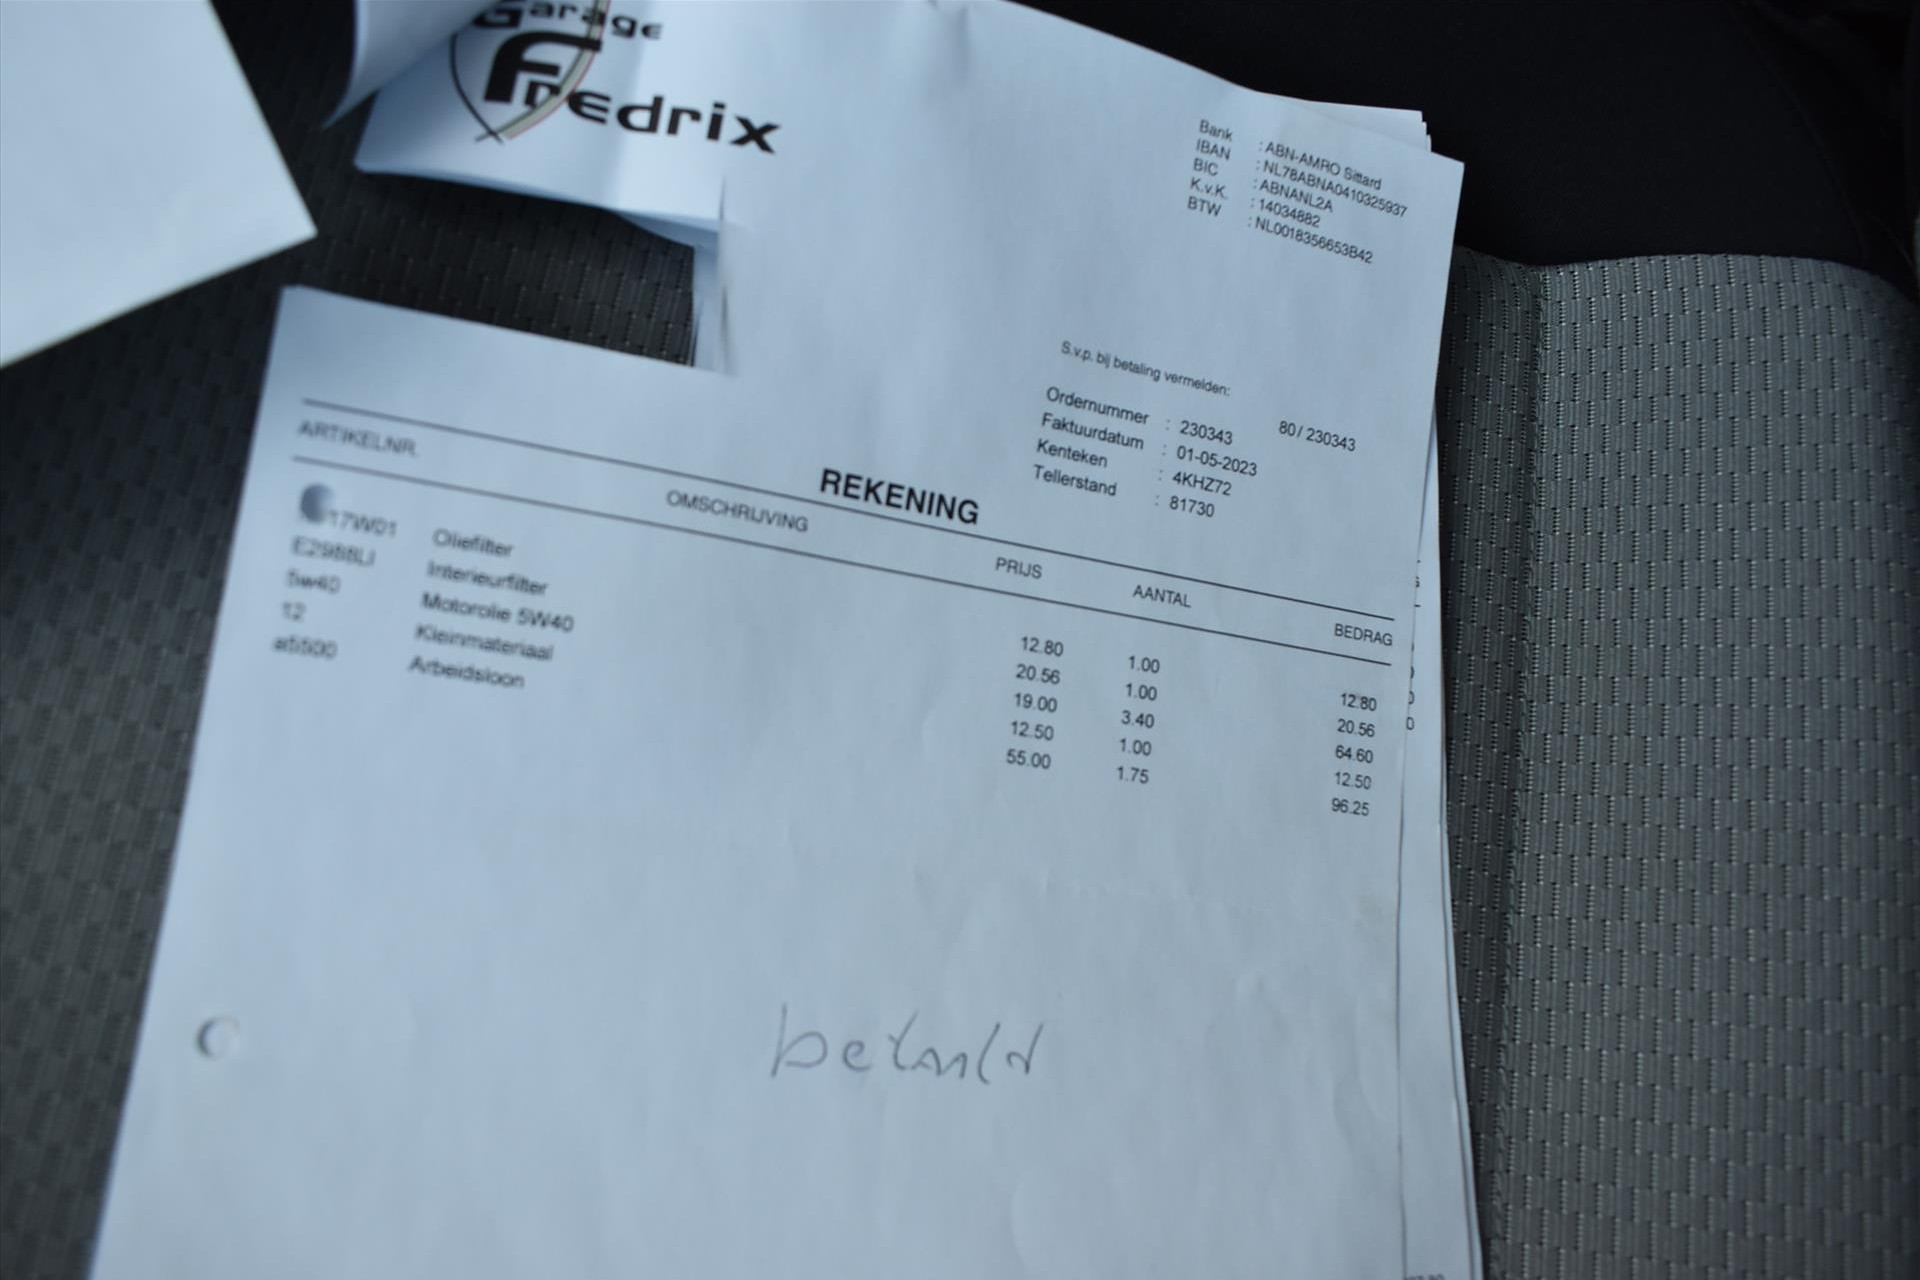 Garage
Fredrix
Bank : ABN-AMRO Sittard
IBAN : NL78ABNA0410325937
BIC : ABNANL2A
K.v.K. : 14034882
BTW : NL001835653B42
S.v.p. bij betaling vermelden:
80 / 230343
Ordernummer : 230343
Faktuurdatum : 01-05-2023
Kenteken : 4KHZ72
Tellerstand : 81730
REKENING
ARTIKELNR. OMSCHRIJVING PRIJS AANTAL BEDRAG
17W01 Oliefilter 12.80 1.00 12.80
E2988LI Interieurfilter 20.56 1.00 20.56
5w40 Motorolie 5W40 19.00 3.40 64.60
12 Kleinmateriaal 12.50 1.00 12.50
a5500 Arbeidsloon 55.00 1.75 96.25
betaald